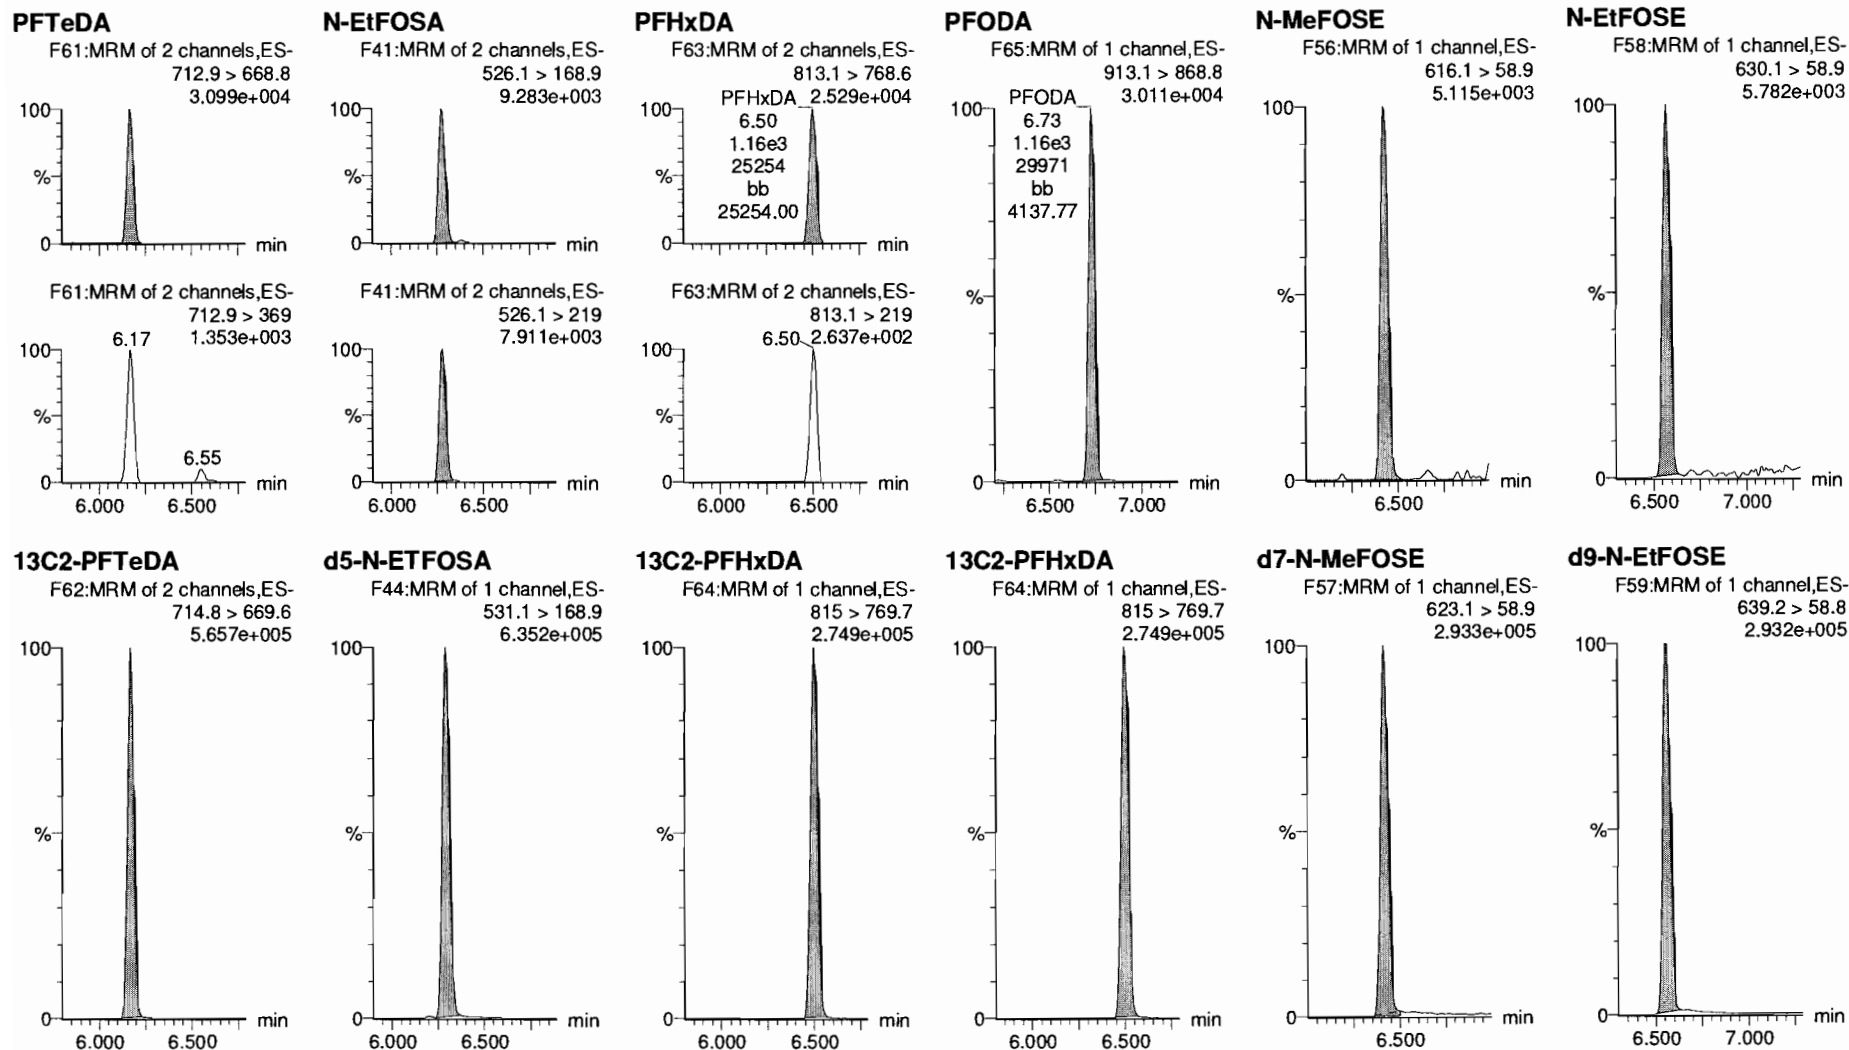 PFTeDA
F61:MRM of 2 channels,ES-
712.9 > 668.8
3.099e+004
100
%
0
min
F61:MRM of 2 channels,ES-
712.9 > 369
1.353e+003
6.17
100
%
6.55
0
min
6.000 6.500
N-EtFOSA
F41:MRM of 2 channels,ES-
526.1 > 168.9
9.283e+003
100
%
0
min
F41:MRM of 2 channels,ES-
526.1 > 219
7.911e+003
100
%
0
min
6.000 6.500
PFHxDA
F63:MRM of 2 channels,ES-
813.1 > 768.6
PFHxDA 2.529e+004
100
6.50
1.16e3
25254
%
bb
25254.00
0
min
F63:MRM of 2 channels,ES-
813.1 > 219
6.50 2.637e+002
100
%
0
min
6.000 6.500
PFODA
F65:MRM of 1 channel,ES-
913.1 > 868.8
PFODA 3.011e+004
100
6.73
1.16e3
29971
bb
4137.77
%
0
min
6.500 7.000
N-MeFOSE
F56:MRM of 1 channel,ES-
616.1 > 58.9
5.115e+003
100
%
0
min
6.500
N-EtFOSE
F58:MRM of 1 channel,ES-
630.1 > 58.9
5.782e+003
100
%
0
min
6.500 7.000
13C2-PFTeDA
F62:MRM of 2 channels,ES-
714.8 > 669.6
5.657e+005
100
%
0
min
6.000 6.500
d5-N-ETFOSA
F44:MRM of 1 channel,ES-
531.1 > 168.9
6.352e+005
100
%
0
min
6.000 6.500
13C2-PFHxDA
F64:MRM of 1 channel,ES-
815 > 769.7
2.749e+005
100
%
0
min
6.000 6.500
13C2-PFHxDA
F64:MRM of 1 channel,ES-
815 > 769.7
2.749e+005
100
%
0
min
6.000 6.500
d7-N-MeFOSE
F57:MRM of 1 channel,ES-
623.1 > 58.9
2.933e+005
100
%
0
min
6.500
d9-N-EtFOSE
F59:MRM of 1 channel,ES-
639.2 > 58.8
2.932e+005
100
%
0
min
6.500 7.000